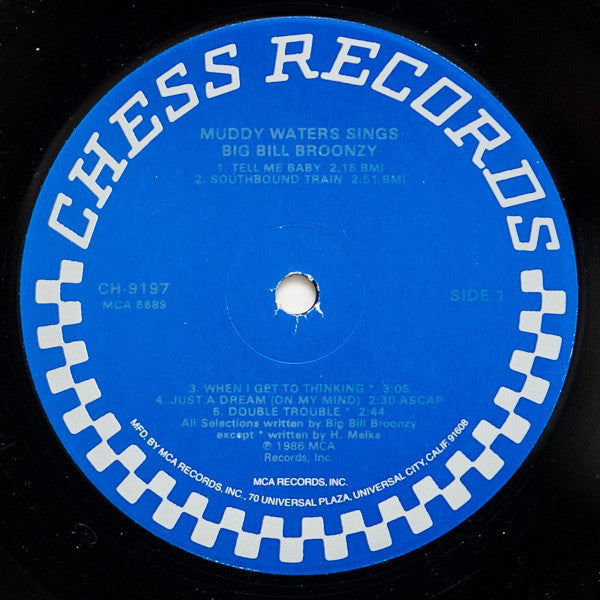 CHESS RECORDS
MUDDY WATERS SINGS
BIG BILL BROONZY
1. TELL ME BABY 2:18 BMI
2. SOUTHBOUND TRAIN 2:51 BMI
CH-9197
MCA 5589
SIDE 1
3. WHEN I GET TO THINKING * 3:05
4. JUST A DREAM (ON MY MIND) 2:30 ASCAP
5. DOUBLE TROUBLE * 2:44
All Selections written by Big Bill Broonzy
except * written by H. Melka
℗ 1986 MCA
Records, Inc.
MCA RECORDS, INC.
MFD. BY MCA RECORDS, INC., 70 UNIVERSAL PLAZA, UNIVERSAL CITY, CALIF. 91608